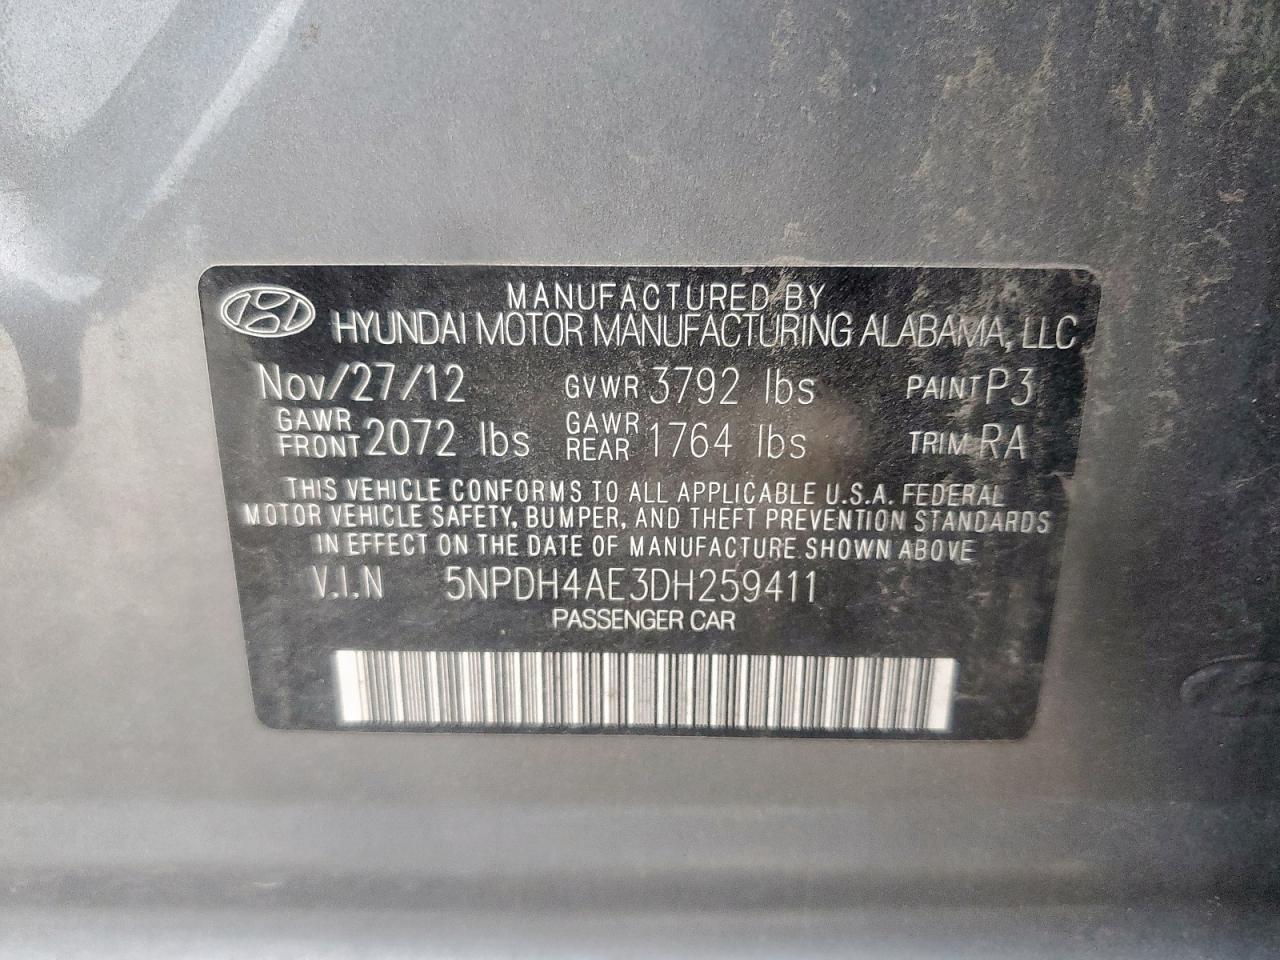 MANUFACTURED BY
HYUNDAI MOTOR MANUFACTURING ALABAMA, LLC
Nov/27/12 GVWR 3792 lbs PAINT P3
GAWR FRONT 2072 lbs GAWR REAR 1764 lbs TRIM RA
THIS VEHICLE CONFORMS TO ALL APPLICABLE U.S.A. FEDERAL
MOTOR VEHICLE SAFETY, BUMPER, AND THEFT PREVENTION STANDARDS
IN EFFECT ON THE DATE OF MANUFACTURE SHOWN ABOVE
V.I.N 5NPDH4AE3DH259411
PASSENGER CAR